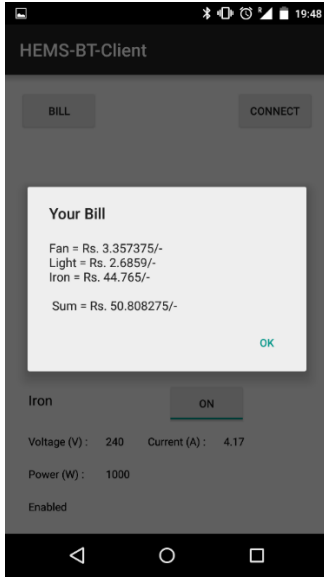 19:48
HEMS-BT-Client
BILL CONNECT
Your Bill
Fan = Rs. 3.357375/-
Light = Rs. 2.6859/-
Iron = Rs. 44.765/-
Sum = Rs. 50.808275/-
OK
Iron ON
Voltage (V) : 240 Current (A) : 4.17
Power (W) : 1000
Enabled